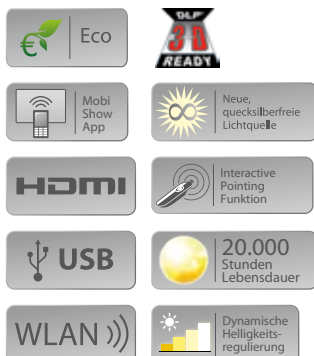 Eco
DLP
3D
READY
Mobi
Show
App
Neue,
quecksilberfreie
Lichtquelle
HDMI
Interactive
Pointing
Funktion
USB
20.000
Stunden
Lebensdauer
WLAN
Dynamische
Helligkeits-
regulierung